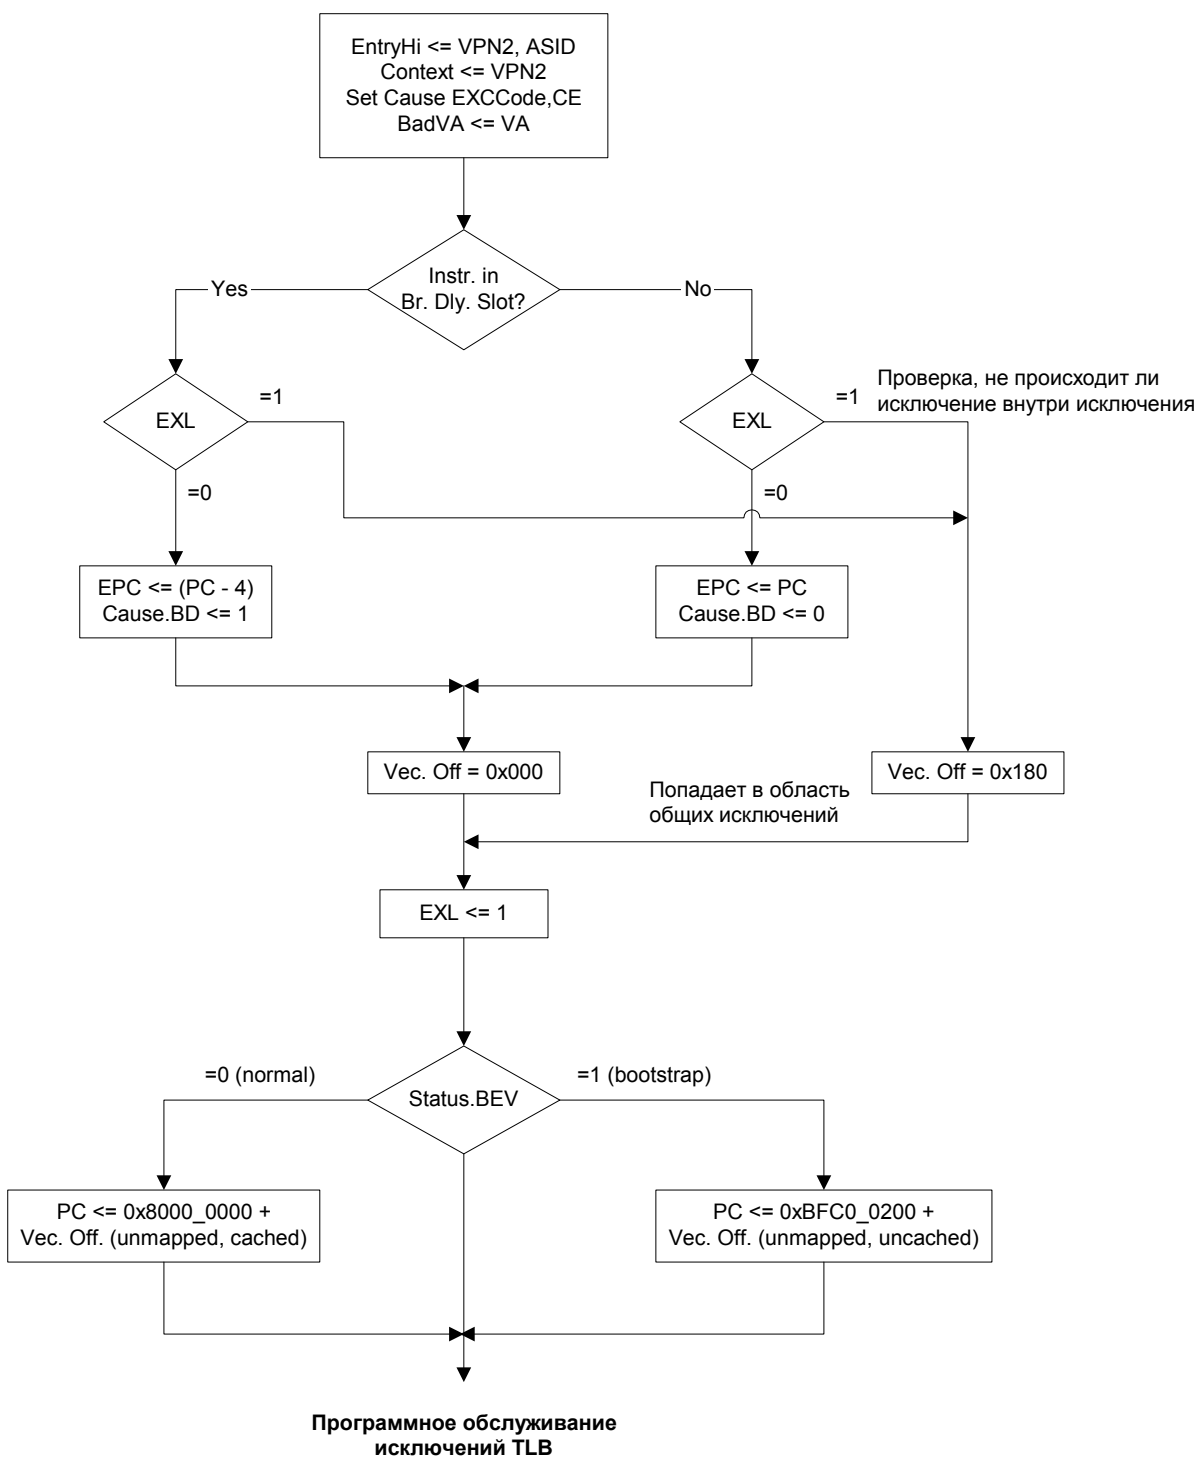 EntryHi <= VPN2, ASID
Context <= VPN2
Set Cause EXCCode,CE
BadVA <= VA
Instr. in
Br. Dly. Slot?
Yes
No
Проверка, не происходит ли
исключение внутри исключения
EXL
=1
=0
EXL
=1
=0
EPC <= (PC - 4)
Cause.BD <= 1
EPC <= PC
Cause.BD <= 0
Vec. Off = 0x000
Vec. Off = 0x180
Попадает в область
общих исключений
EXL <= 1
=0 (normal)
Status.BEV
=1 (bootstrap)
PC <= 0x8000_0000 +
Vec. Off. (unmapped, cached)
PC <= 0xBFC0_0200 +
Vec. Off. (unmapped, uncached)
Программное обслуживание
исключений TLB